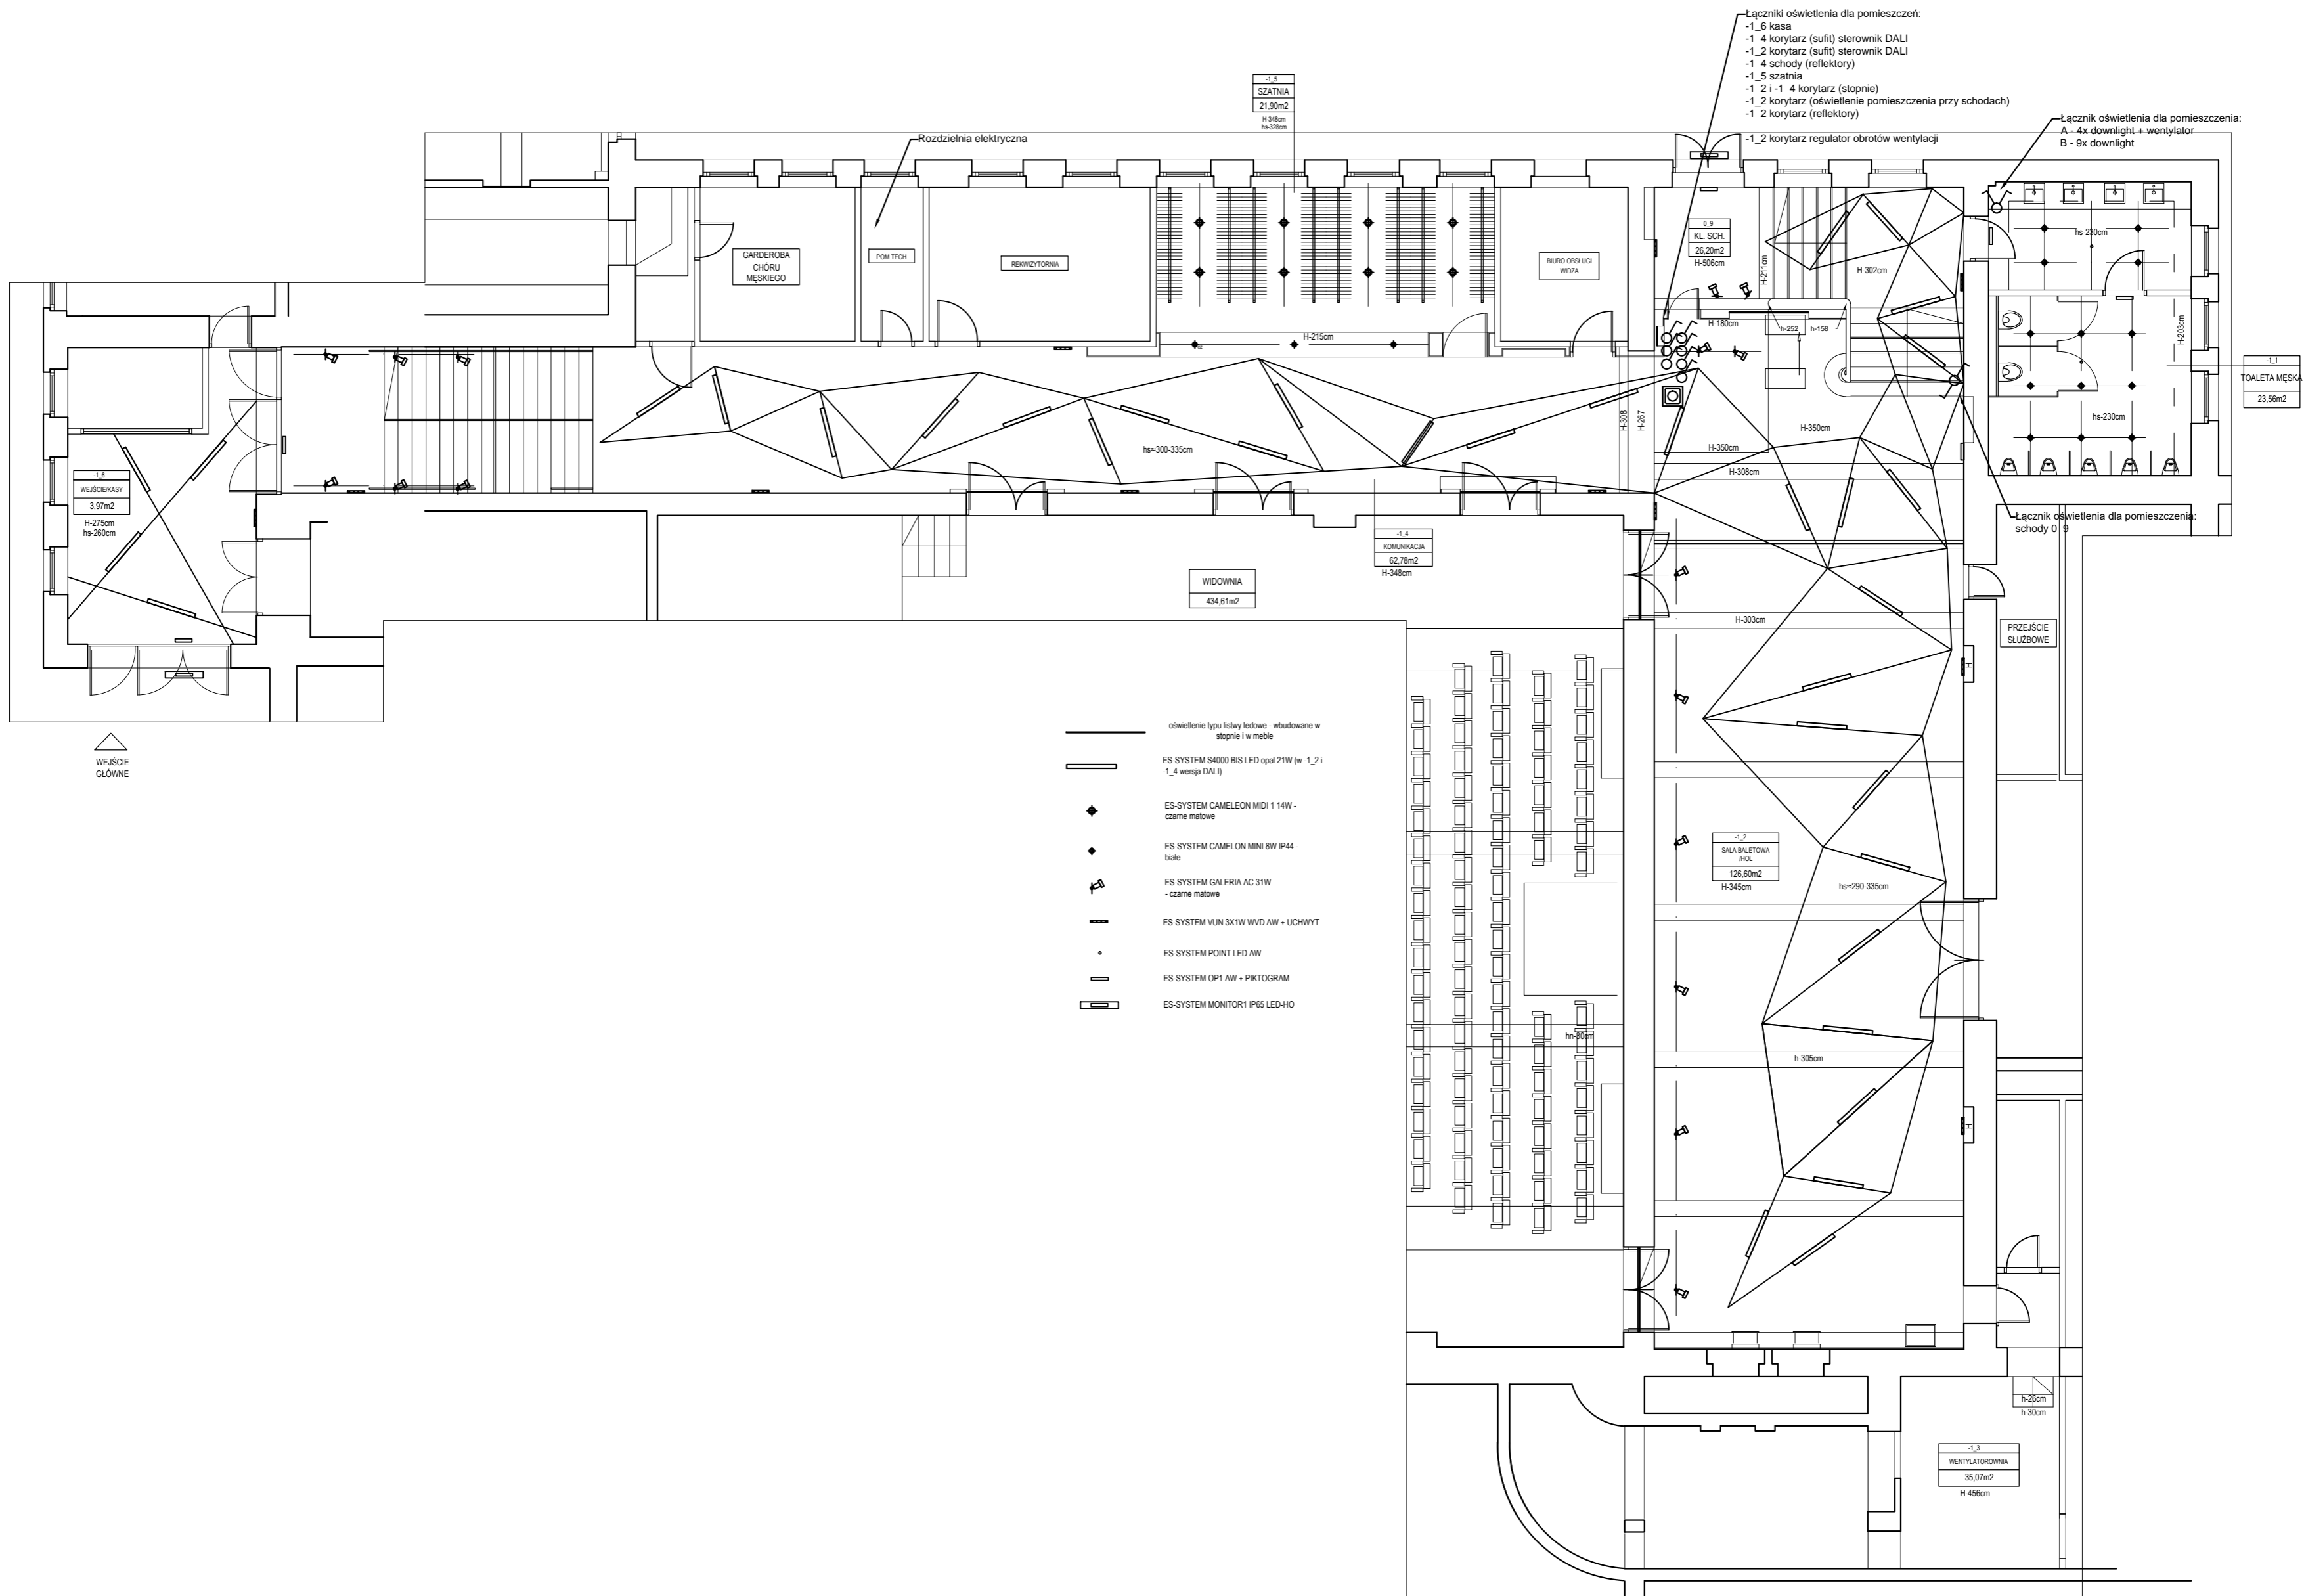 Łączniki oświetlenia dla pomieszczeń:
-1_6 kasa
-1_4 korytarz (sufit) sterownik DALI
-1_2 korytarz (sufit) sterownik DALI
-1_4 schody (reflektory)
-1_5 szatnia
-1_2 i -1_4 korytarz (stopnie)
-1_2 korytarz (oświetlenie pomieszczenia przy schodach)
-1_2 korytarz (reflektory)
-1_2 korytarz regulator obrotów wentylacji
Łącznik oświetlenia dla pomieszczenia:
A - 4x downlight + wentylator
B - 9x downlight
-1_5
SZATNIA
21,90m2
H-348cm
hs-328cm
Rozdzielnia elektryczna
GARDEROBA
CHÓRU
MĘSKIEGO
POM.TECH.
REKWIZYTORNIA
BIURO OBSŁUGI
WIDZA
0_9
KL. SCH.
26,20m2
H-506cm
H-211cm
H-302cm
hs-230cm
H-203cm
H-180cm
h-252
h-158
H-215cm
-1_1
TOALETA MĘSKA
23,56m2
hs-230cm
H-308
H-267
H-350cm
H-350cm
H-308cm
hs=300-335cm
-1_6
WEJŚCIE/KASY
3,97m2
H-275cm
hs-260cm
Łącznik oświetlenia dla pomieszczenia:
schody 0_9
-1_4
KOMUNIKACJA
62,78m2
H-348cm
WIDOWNIA
434,61m2
H-303cm
PRZEJŚCIE
SŁUŻBOWE
H
WEJŚCIE
GŁÓWNE
oświetlenie typu listwy ledowe - wbudowane w
stopnie i w meble
ES-SYSTEM S4000 BIS LED opal 21W (w -1_2 i
-1_4 wersja DALI)
ES-SYSTEM CAMELEON MIDI 1 14W -
czarne matowe
ES-SYSTEM CAMELON MINI 8W IP44 -
białe
ES-SYSTEM GALERIA AC 31W
- czarne matowe
ES-SYSTEM VUN 3X1W WVD AW + UCHWYT
ES-SYSTEM POINT LED AW
ES-SYSTEM OP1 AW + PIKTOGRAM
ES-SYSTEM MONITOR1 IP65 LED-HO
-1_2
SALA BALETOWA
/HOL
126,60m2
H-345cm
hs=290-335cm
hn-80cm
h-305cm
H
h-26cm
h-30cm
-1_3
WENTYLATOROWNIA
35,07m2
H-456cm